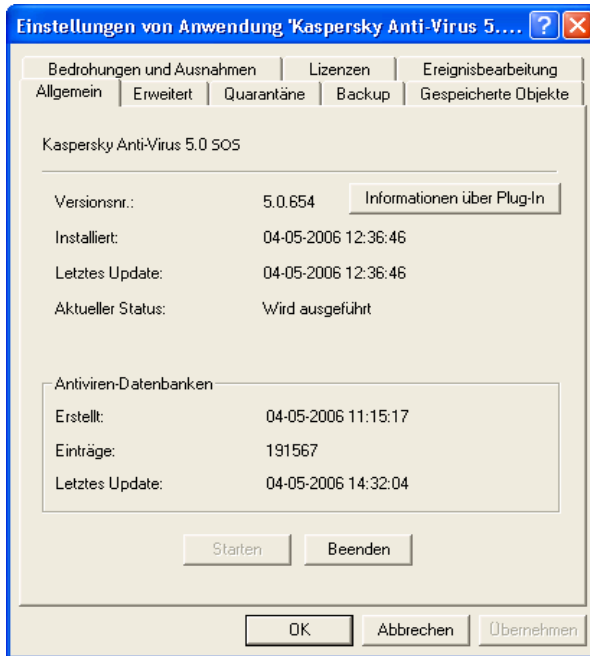 Einstellungen von Anwendung 'Kaspersky Anti-Virus 5....
Bedrohungen und Ausnahmen Lizenzen Ereignisbearbeitung
Allgemein Erweitert Quarantäne Backup Gespeicherte Objekte
Kaspersky Anti-Virus 5.0 SOS
Versionsnr.: 5.0.654 Informationen über Plug-In
Installiert: 04-05-2006 12:36:46
Letztes Update: 04-05-2006 12:36:46
Aktueller Status: Wird ausgeführt
Antiviren-Datenbanken
Erstellt: 04-05-2006 11:15:17
Einträge: 191567
Letztes Update: 04-05-2006 14:32:04
Starten Beenden
OK Abbrechen Übernehmen